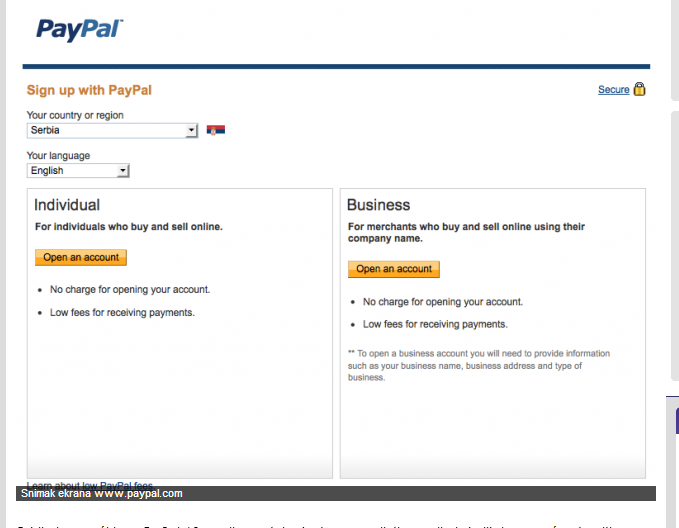 PayPal™
Sign up with PayPal
Secure
Your country or region
Serbia
Your language
English
Individual
For individuals who buy and sell online.
Open an account
• No charge for opening your account.
• Low fees for receiving payments.
Business
For merchants who buy and sell online using their
company name.
Open an account
• No charge for opening your account.
• Low fees for receiving payments.
** To open a business account you will need to provide information
such as your business name, business address and type of
business.
Learn about low PayPal fees
Snimak ekrana www.paypal.com